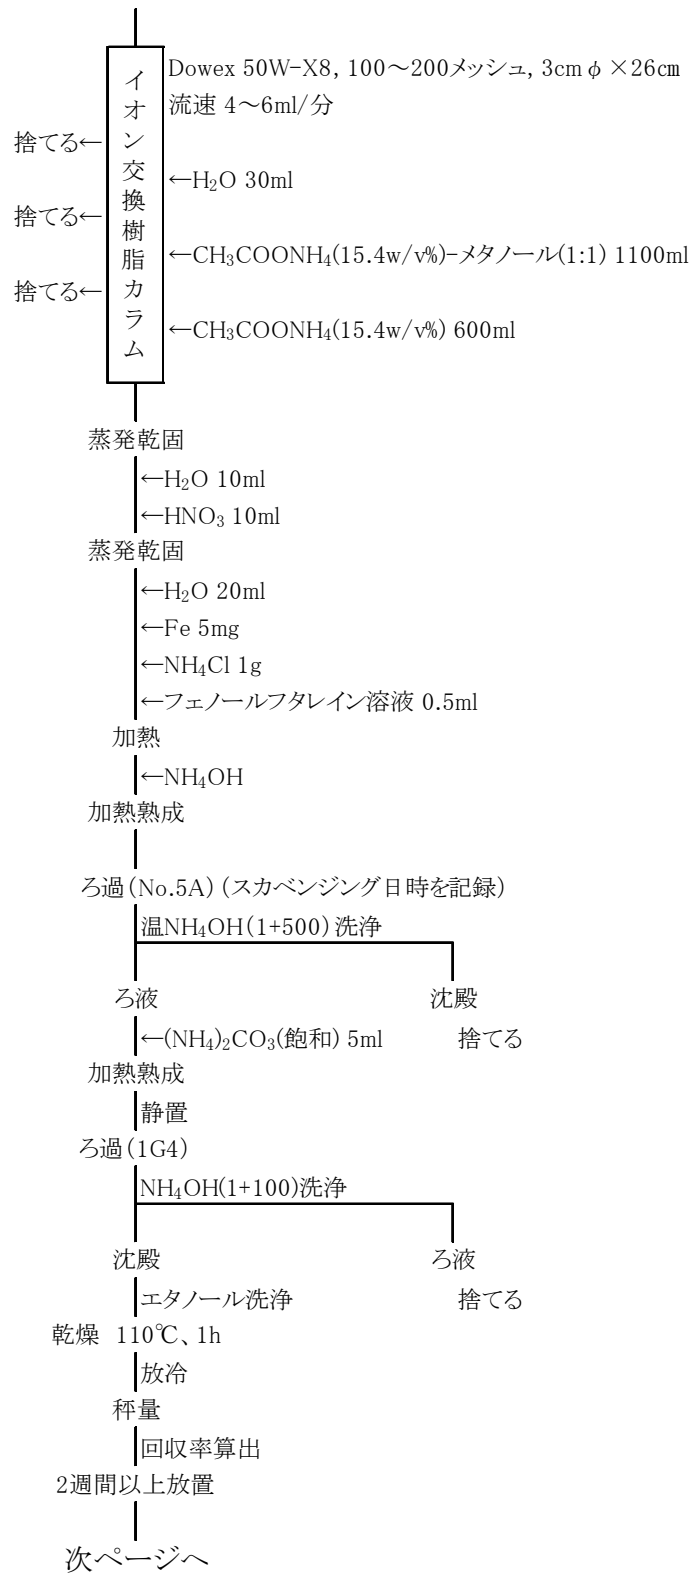 Dowex 50W-X8, 100～200メッシュ, 3cmφ×26cm
流速 4～6ml/分
イオン交換樹脂カラム
捨てる←
←H₂O 30ml
捨てる←
←CH₃COONH₄(15.4w/v%)-メタノール(1:1) 1100ml
捨てる←
←CH₃COONH₄(15.4w/v%) 600ml
蒸発乾固
←H₂O 10ml
←HNO₃ 10ml
蒸発乾固
←H₂O 20ml
←Fe 5mg
←NH₄Cl 1g
←フェノールフタレイン溶液 0.5ml
加熱
←NH₄OH
加熱熟成
ろ過(No.5A) (スカベンジング日時を記録)
温NH₄OH(1+500)洗浄
ろ液 沈殿
←(NH₄)₂CO₃(飽和) 5ml 捨てる
加熱熟成
静置
ろ過(1G4)
NH₄OH(1+100)洗浄
沈殿 ろ液
エタノール洗浄 捨てる
乾燥 110℃、1h
放冷
秤量
回収率算出
2週間以上放置
次ページへ